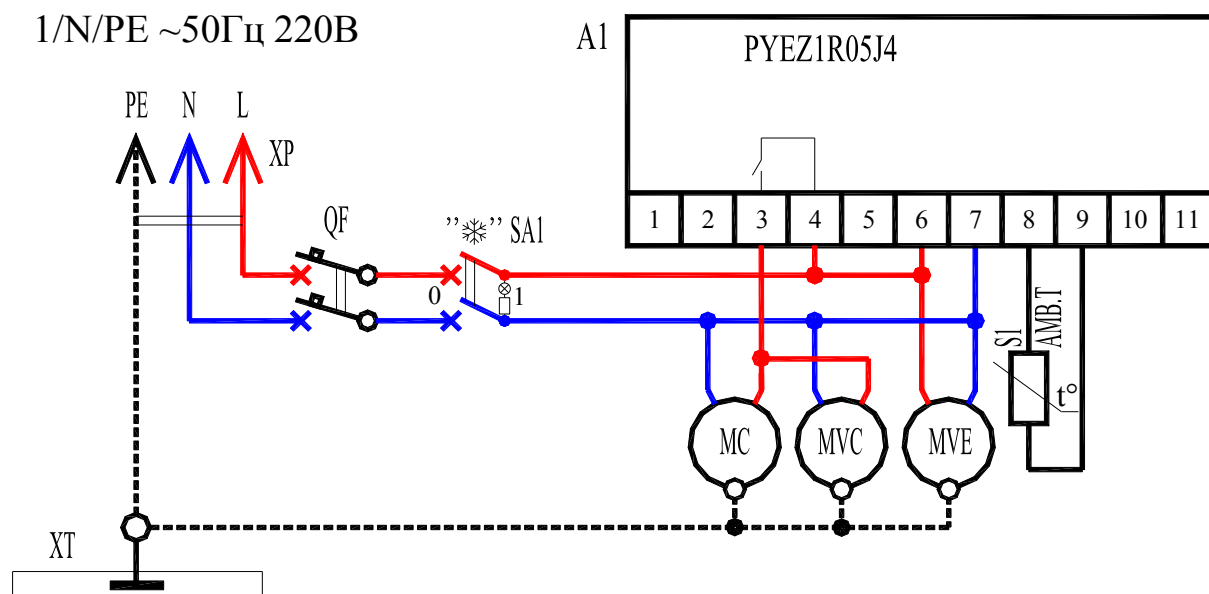 1/N/PE ~50Гц 220В
A1
PYEZ1R05J4
PE N L
XP
1 2 3 4 5 6 7 8 9 10 11
QF
"❄" SA1
0 1
S1
AMB.T
t°
MC MVC MVE
XT